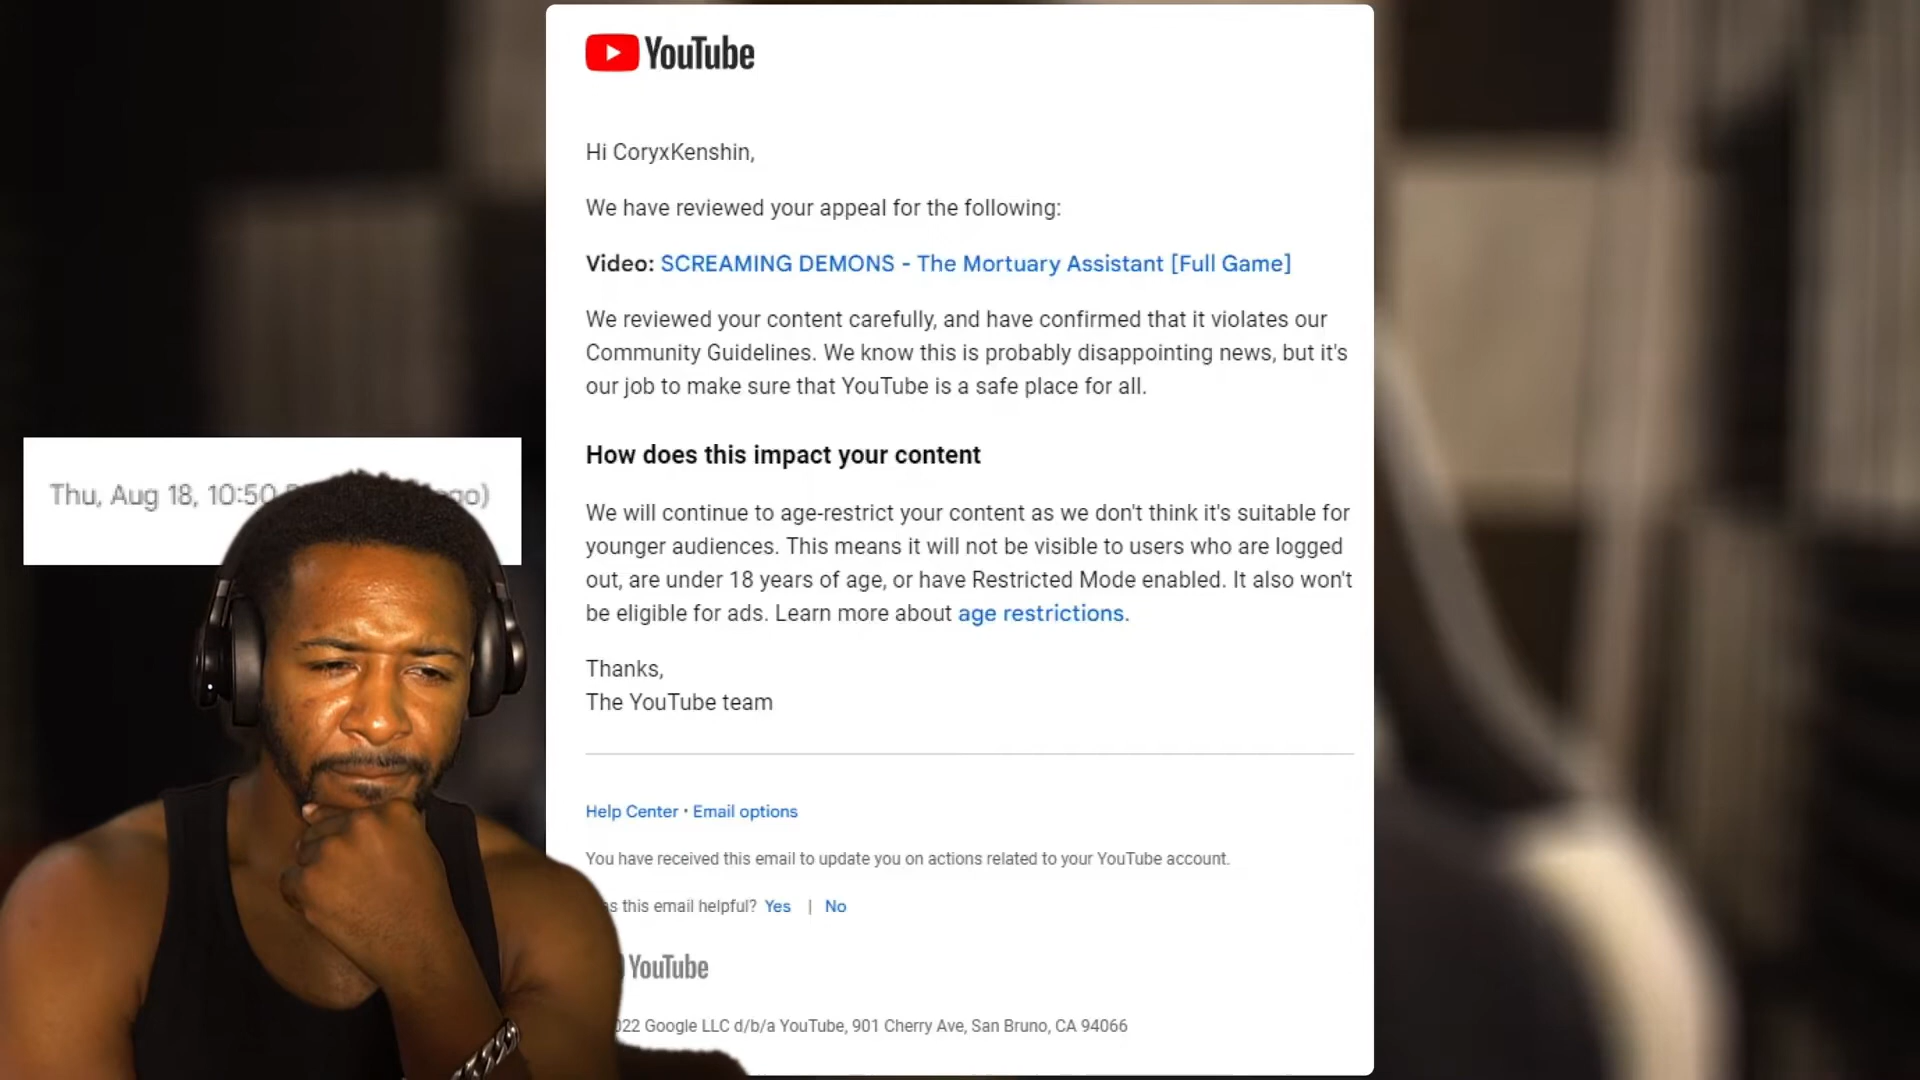 YouTube
Hi CoryxKenshin,
We have reviewed your appeal for the following:
Video: SCREAMING DEMONS - The Mortuary Assistant [Full Game]
We reviewed your content carefully, and have confirmed that it violates our
Community Guidelines. We know this is probably disappointing news, but it's
our job to make sure that YouTube is a safe place for all.
Thu, Aug 18, 10:50
How does this impact your content
We will continue to age-restrict your content as we don't think it's suitable for
younger audiences. This means it will not be visible to users who are logged
out, are under 18 years of age, or have Restricted Mode enabled. It also won't
be eligible for ads. Learn more about age restrictions.
Thanks,
The YouTube team
Help Center · Email options
You have received this email to update you on actions related to your YouTube account.
this email helpful? Yes | No
YouTube
Google LLC d/b/a YouTube, 901 Cherry Ave, San Bruno, CA 94066